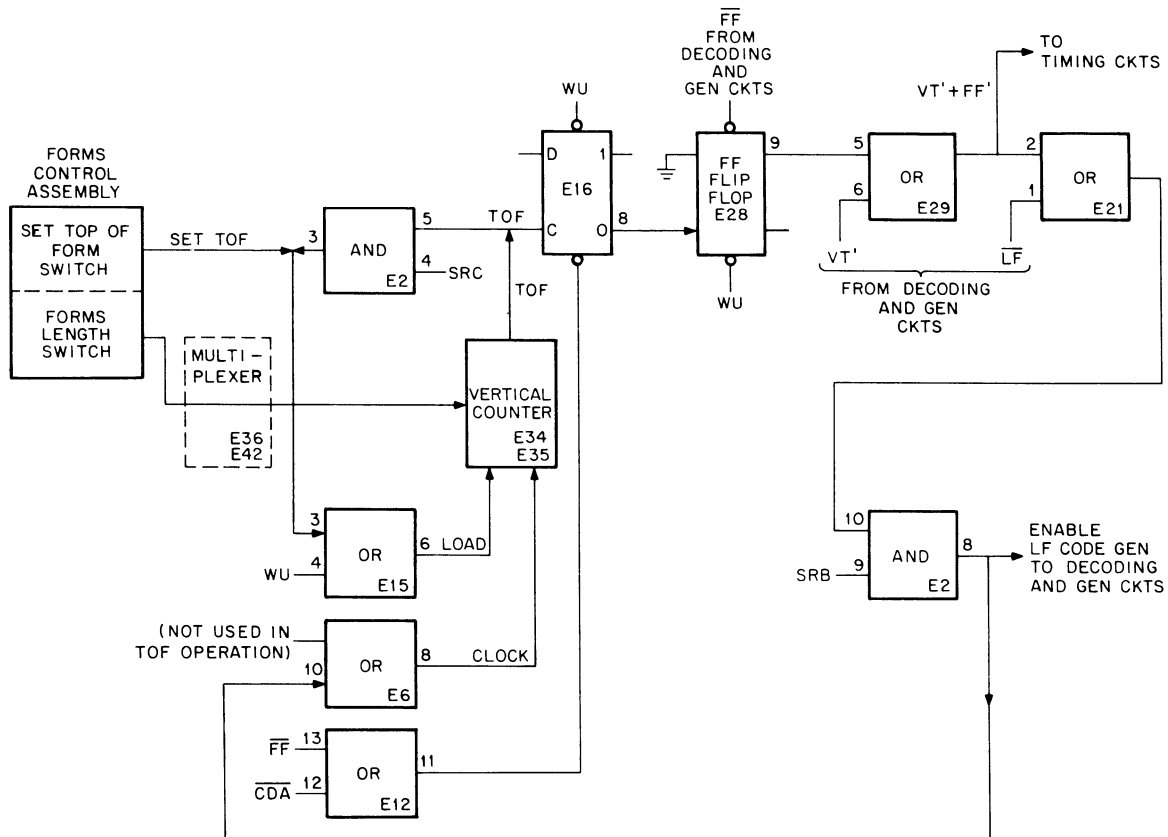 FORMS
CONTROL
ASSEMBLY
SET TOP OF
FORM
SWITCH
FORMS
LENGTH
SWITCH
SET TOF
MULTI-
PLEXER
E36
E42
3
AND
E2
5
4
SRC
TOF
TOF
VERTICAL
COUNTER
E34
E35
3
4
WU
OR
E15
6
LOAD
(NOT USED IN
TOF OPERATION)
10
OR
E6
8
CLOCK
F̅F̅
13
C̅D̅A̅
12
OR
E12
11
WU
D
1
E16
C
O
8
F̅F̅
FROM
DECODING
AND
GEN CKTS
FF
FLIP
FLOP
E28
9
WU
5
6
OR
E29
VT'
VT'+FF'
TO
TIMING CKTS
2
1
OR
E21
L̅F̅
FROM DECODING
AND GEN
CKTS
10
9
SRB
AND
E2
8
ENABLE
LF CODE GEN
TO DECODING
AND GEN CKTS